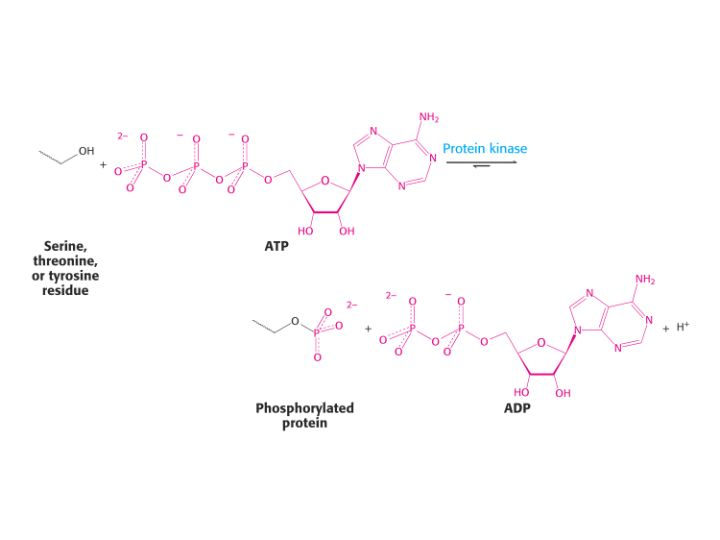 NH₂
2– O – O – O N
Protein kinase
OH N
+ O P P P N
O O O O N
O O O O
HO OH
Serine,
threonine,
or tyrosine
residue
ATP
NH₂
2– 2– – N
O O O
O O N + H⁺
P + O P P N
O O O O N
O O O
HO OH
Phosphorylated
protein
ADP